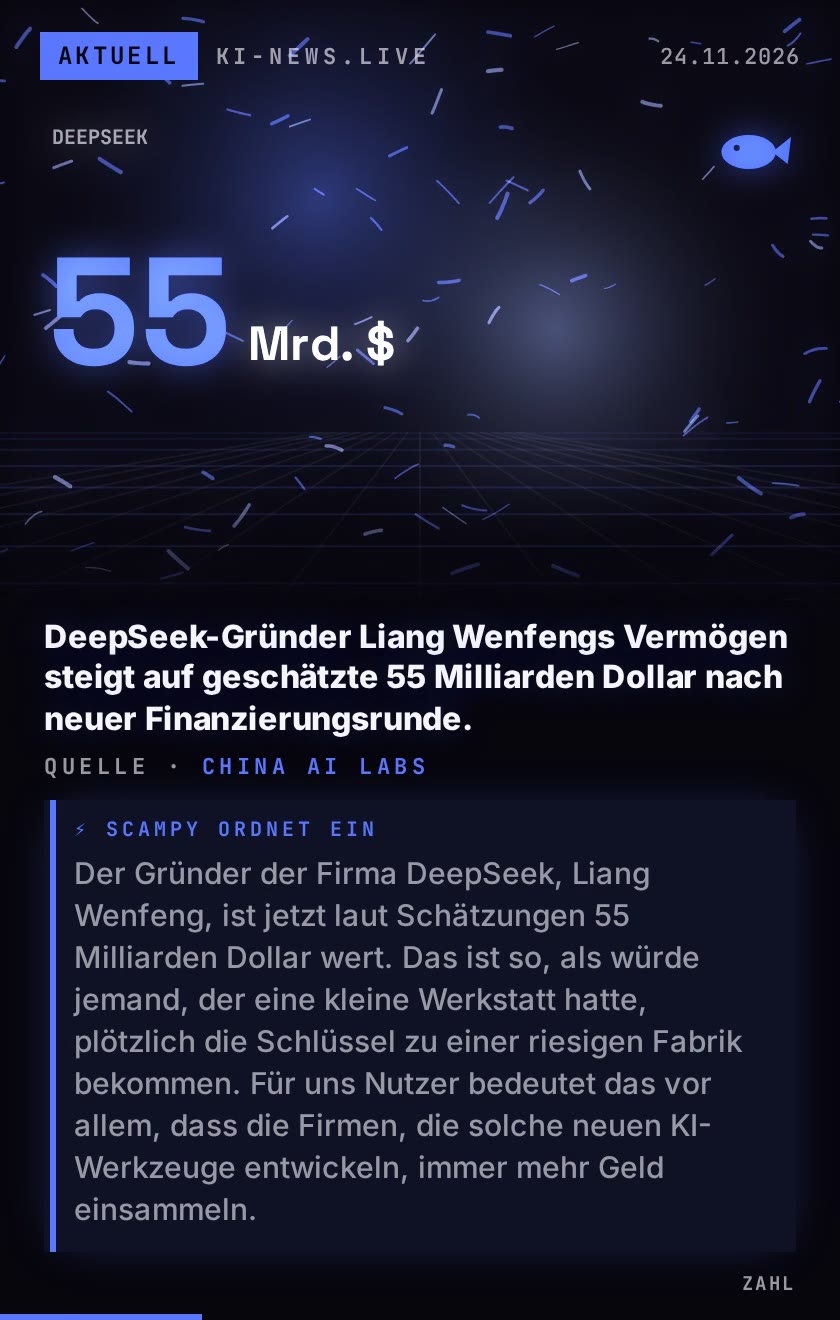 AKTUELL KI-NEWS.LIVE 24.11.2026
DEEPSEEK
55 Mrd. $
DeepSeek-Gründer Liang Wenfengs Vermögen
steigt auf geschätzte 55 Milliarden Dollar nach
neuer Finanzierungsrunde.
QUELLE · CHINA AI LABS
⚡ SCAMPY ORDNET EIN
Der Gründer der Firma DeepSeek, Liang
Wenfeng, ist jetzt laut Schätzungen 55
Milliarden Dollar wert. Das ist so, als würde
jemand, der eine kleine Werkstatt hatte,
plötzlich die Schlüssel zu einer riesigen Fabrik
bekommen. Für uns Nutzer bedeutet das vor
allem, dass die Firmen, die solche neuen KI-
Werkzeuge entwickeln, immer mehr Geld
einsammeln.
ZAHL